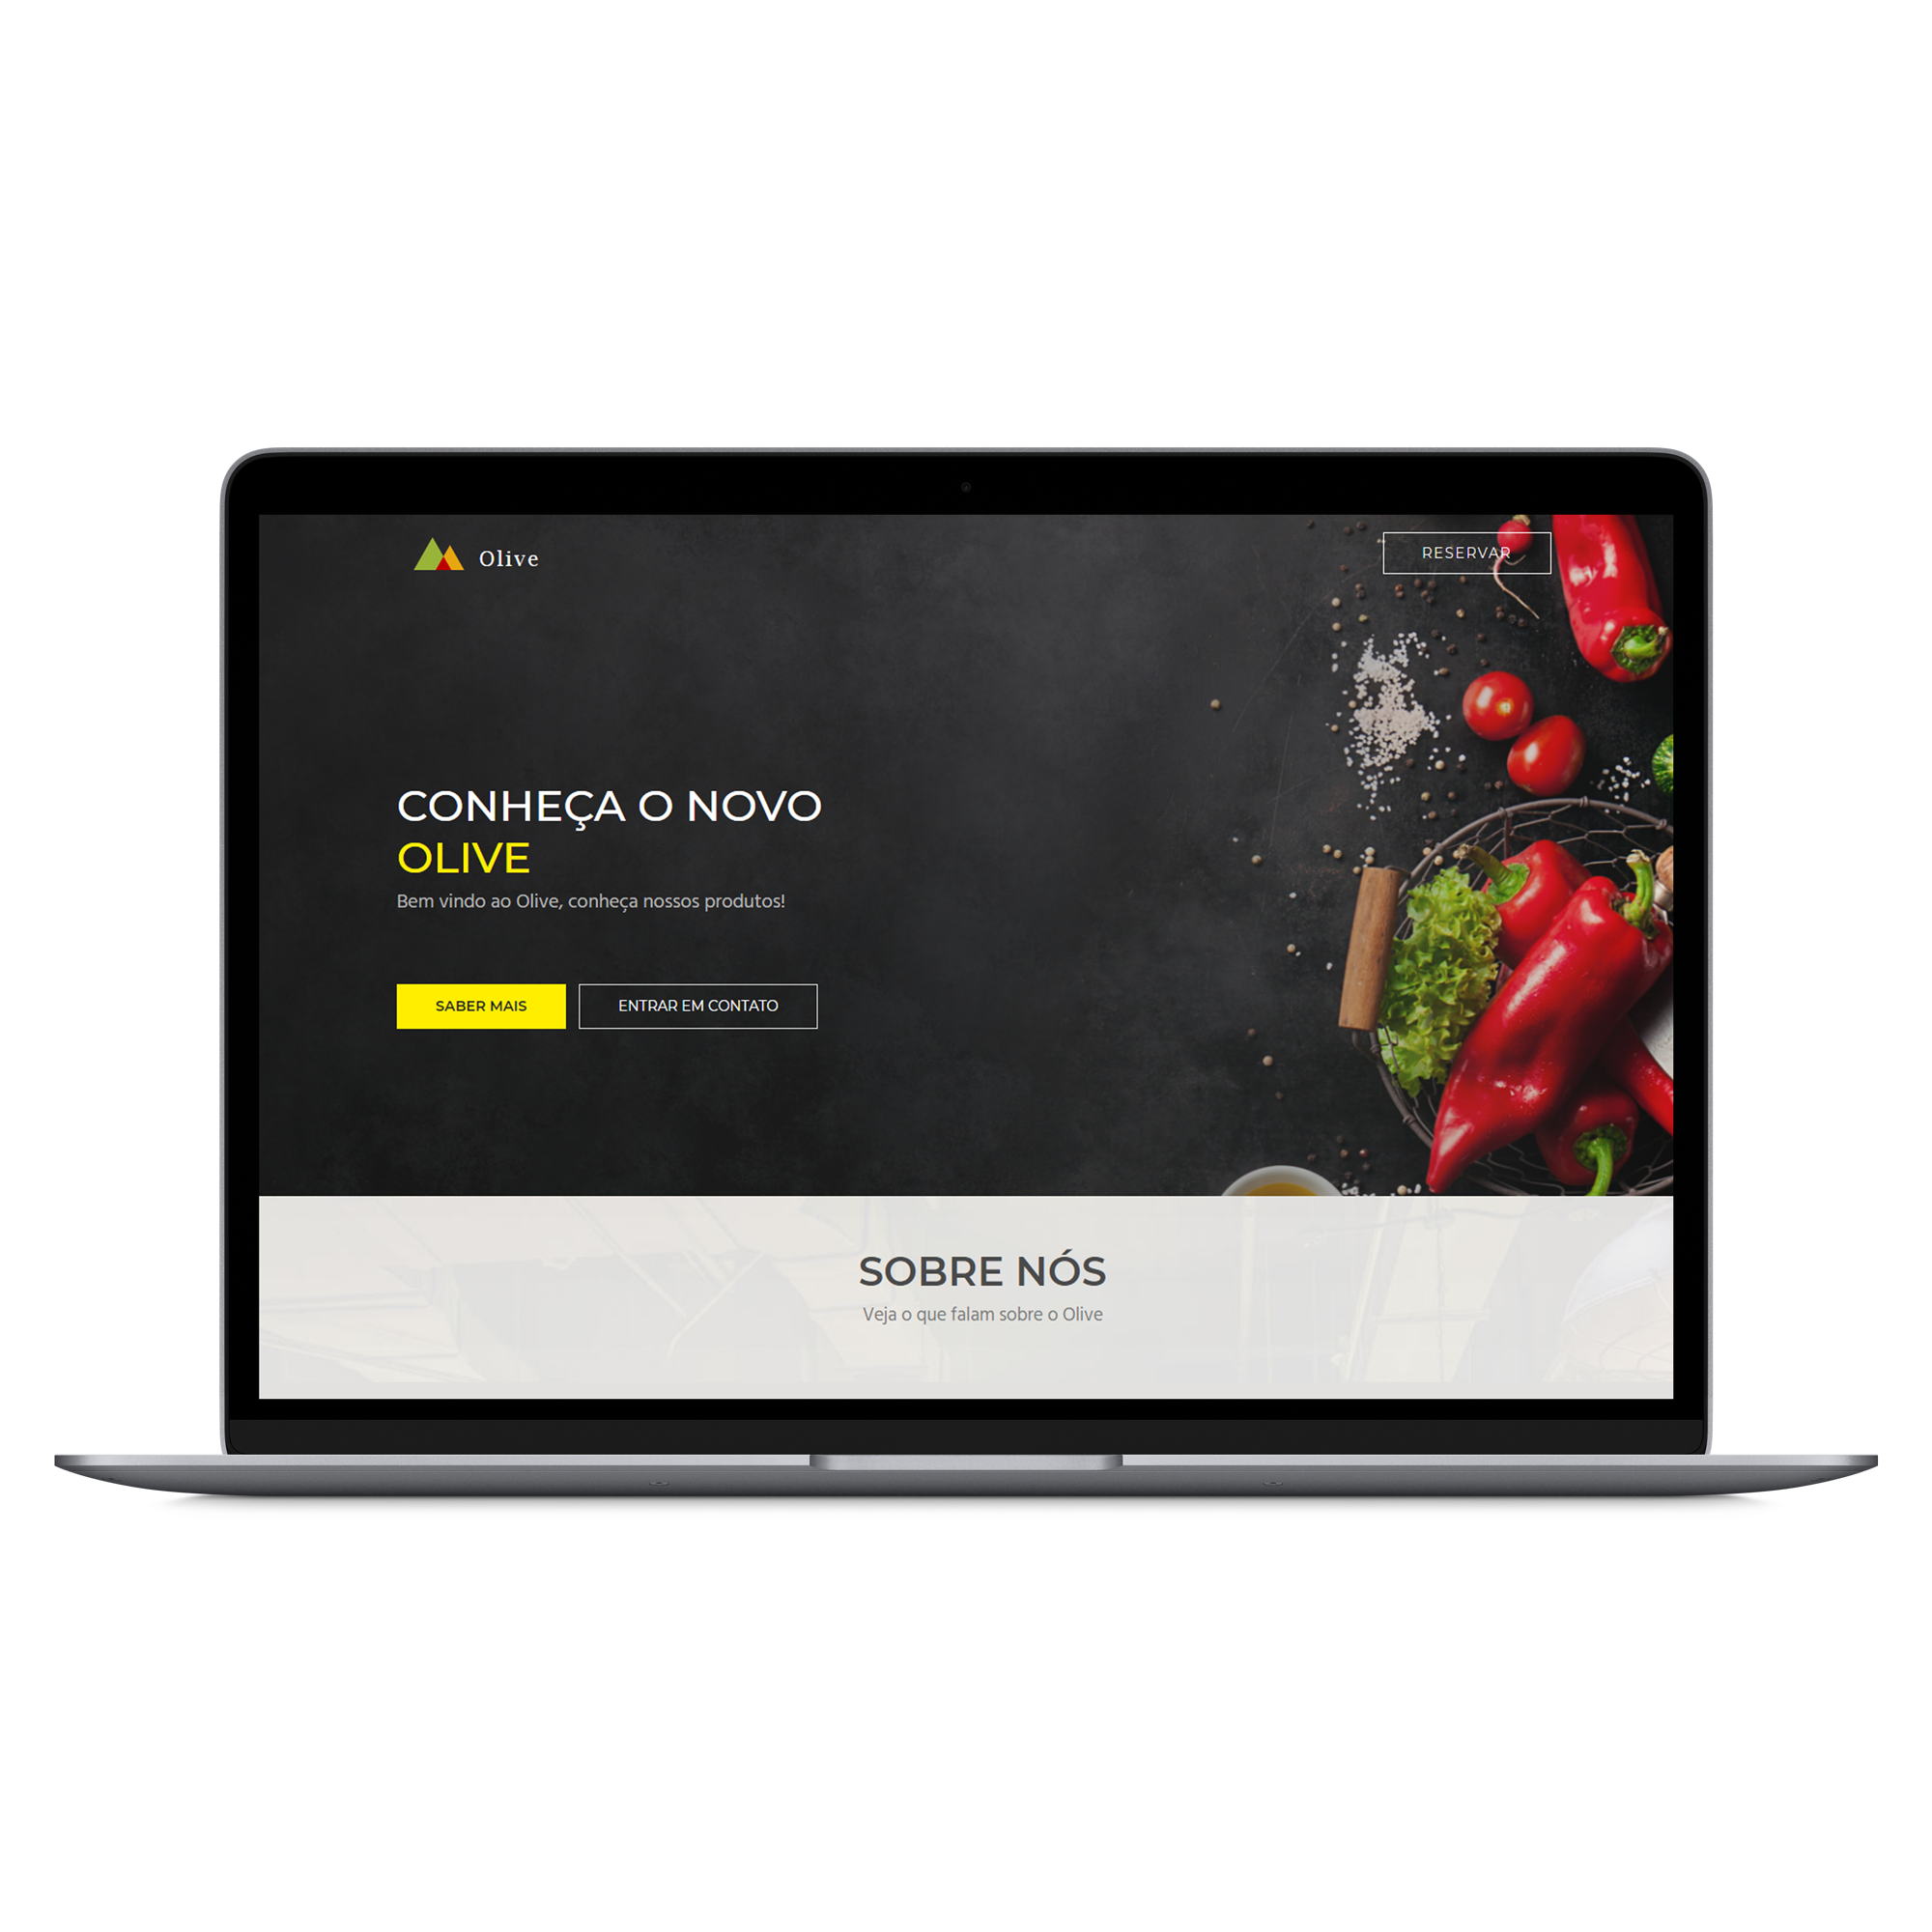 Olive
RESERVAR
CONHEÇA O NOVO
OLIVE
Bem vindo ao Olive, conheça nossos produtos!
SABER MAIS
ENTRAR EM CONTATO
SOBRE NÓS
Veja o que falam sobre o Olive